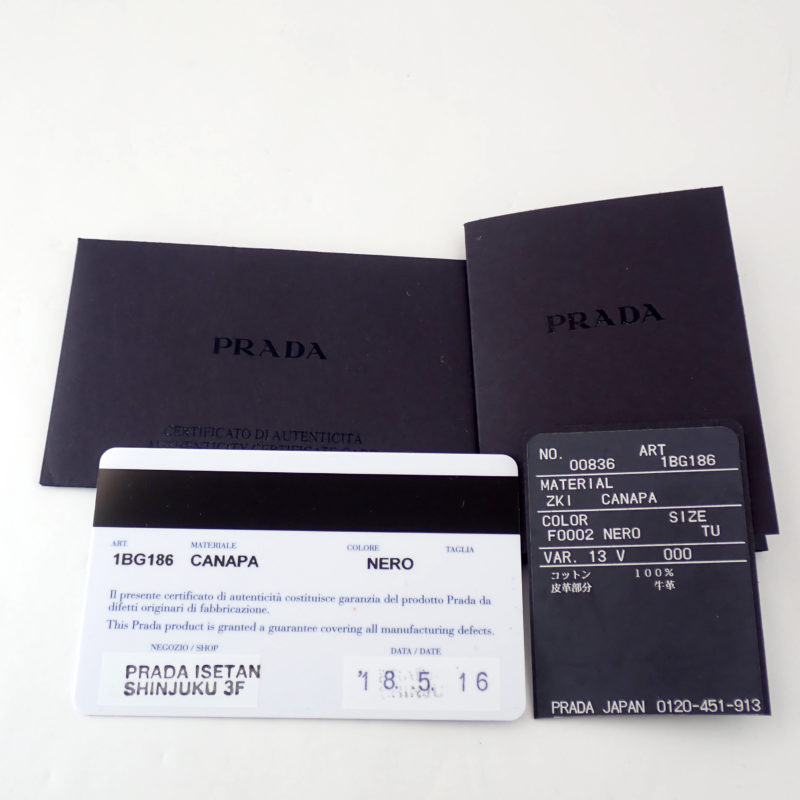 PRADA
CERTIFICATO DI AUTENTICITÀ
AUTHENTICITY CERTIFICATE CARD
PRADA
ART. MATERIALE COLORE TAGLIA
1BG186 CANAPA NERO
Il presente certificato di autenticità costituisce garanzia del prodotto Prada da
difetti originari di fabbricazione.
This Prada product is granted a guarantee covering all manufacturing defects.
NEGOZIO / SHOP DATA / DATE
PRADA ISETAN
SHINJUKU 3F
'18.5.16
NO. 00836 ART 1BG186
MATERIAL
ZKI CANAPA
COLOR SIZE
F0002 NERO TU
VAR. 13 V 000
コットン 100%
皮革部分 牛革
PRADA JAPAN 0120-451-913